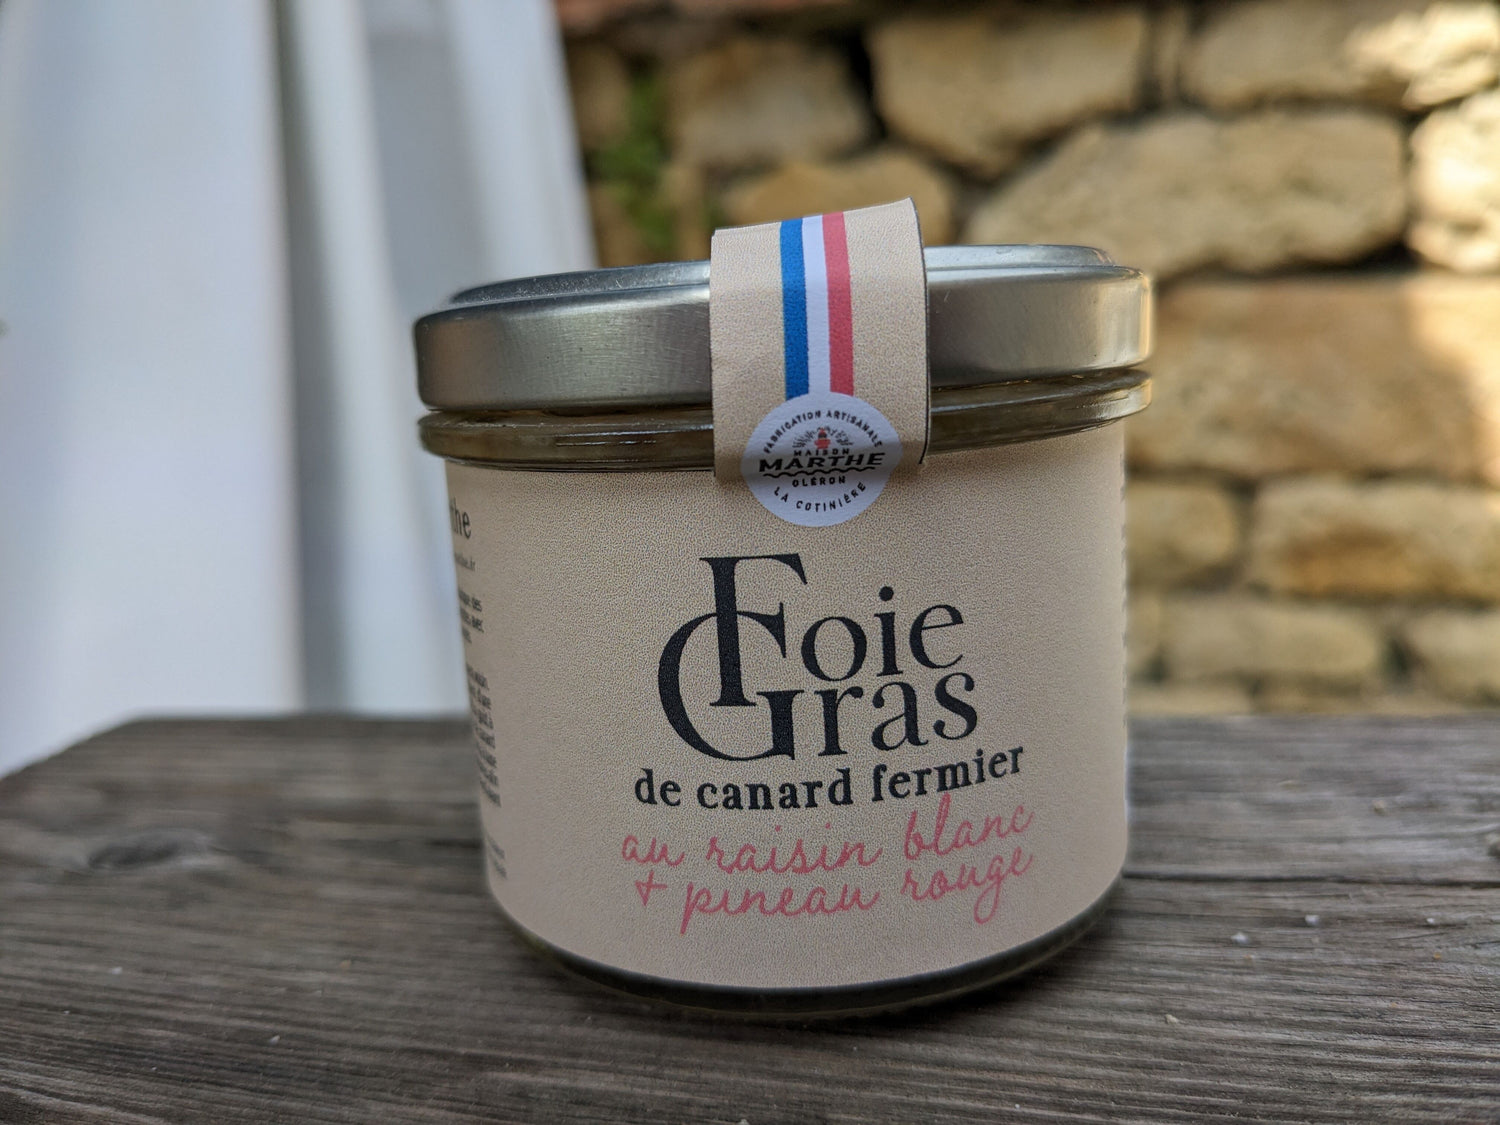 FABRICATION ARTISANALE
MAISON
MARTHE
OLÉRON
LA COTINIÈRE
Foie
Gras
de canard fermier
au raisin blanc
+ pineau rouge